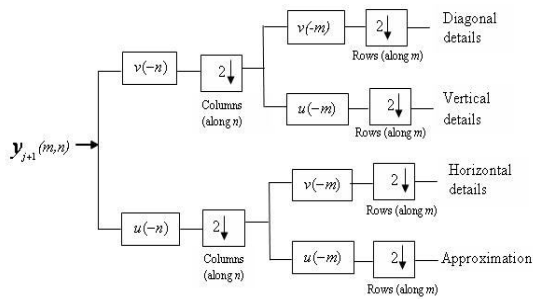 v(-m)
2↓
Diagonal
details
Rows (along m)
v(−n)
2↓
Columns
(along n)
u(−m)
2↓
Vertical
details
Rows (along m)
y_{j+1}(m,n)
v(−m)
2↓
Horizontal
details
Rows (along m)
u(−n)
2↓
Columns
(along n)
u(−m)
2↓
Approximation
Rows (along m)